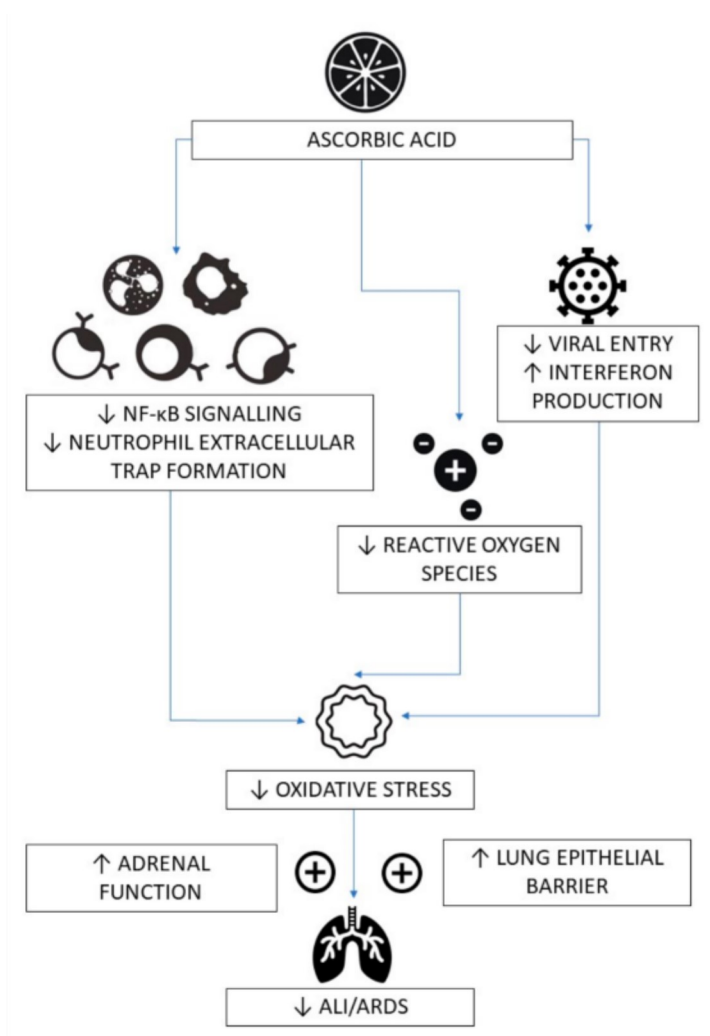 ASCORBIC ACID
↓ VIRAL ENTRY
↑ INTERFERON
PRODUCTION
↓ NF-κB SIGNALLING
↓ NEUTROPHIL EXTRACELLULAR
TRAP FORMATION
↓ REACTIVE OXYGEN
SPECIES
↓ OXIDATIVE STRESS
↑ ADRENAL
FUNCTION
↑ LUNG EPITHELIAL
BARRIER
↓ ALI/ARDS